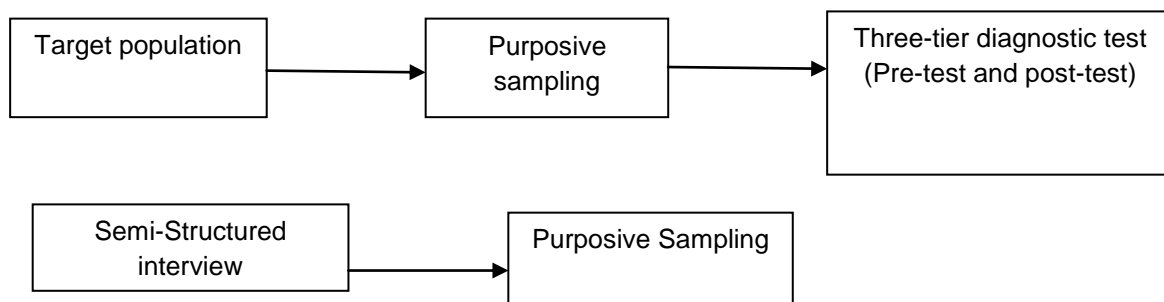 Target population
Purposive
sampling
Three-tier diagnostic test
(Pre-test and post-test)
Semi-Structured
interview
Purposive Sampling